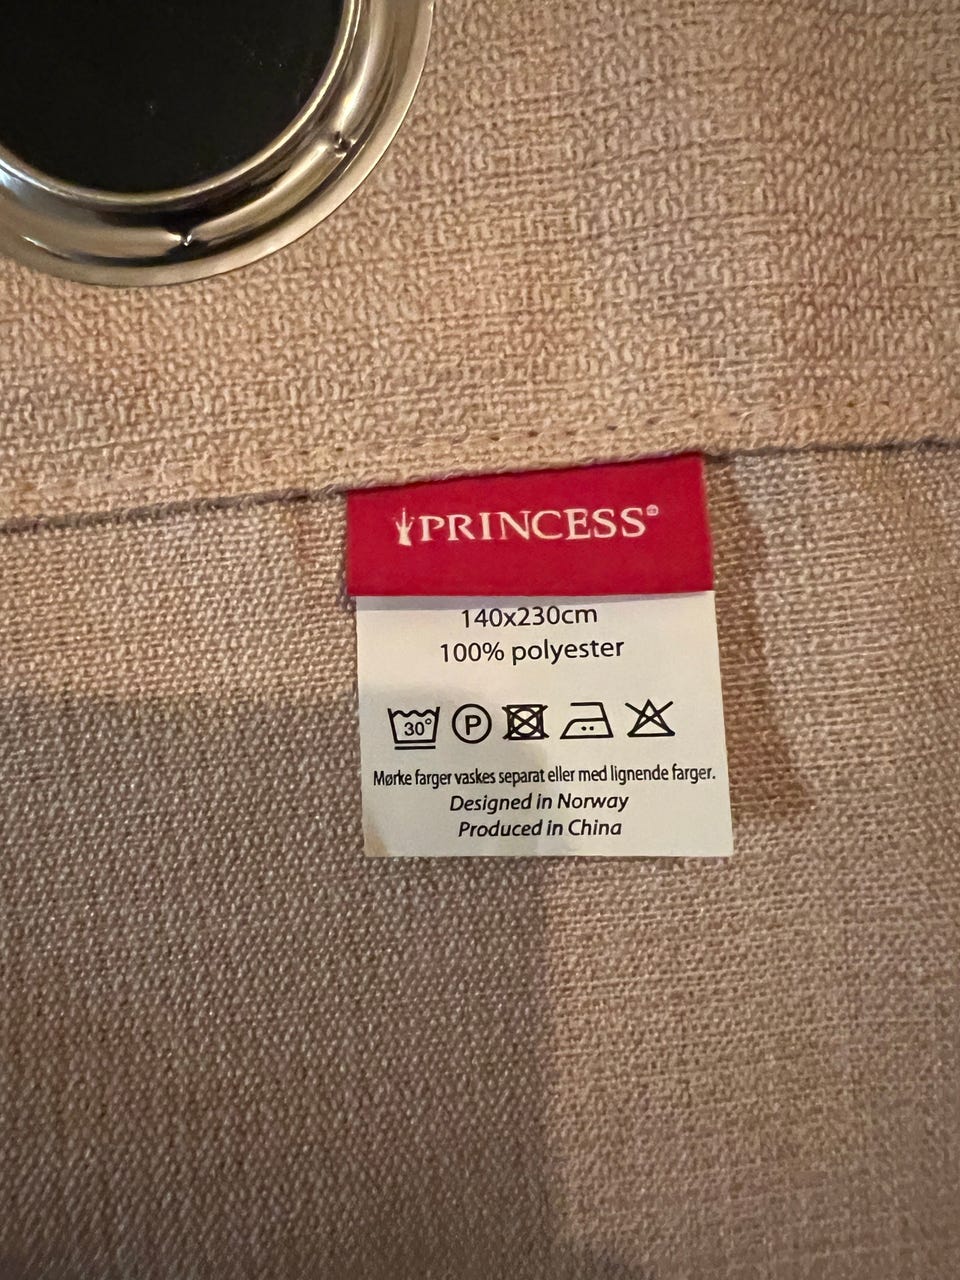 PRINCESS®
140x230cm
100% polyester
30° P
Mørke farger vaskes separat eller med lignende farger.
Designed in Norway
Produced in China